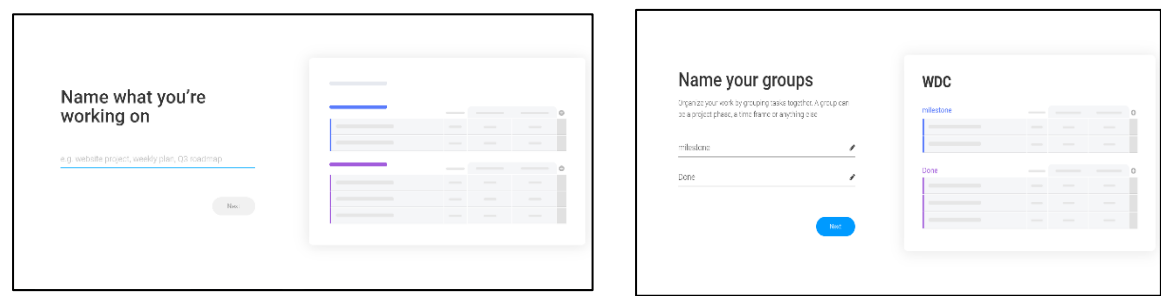 Name what you're
working on
e.g. website project, weekly plan, Q3 roadmap
Next
Name your groups
Organize your work by grouping tasks together. A group can
be a project phase, a time frame or anything else
milestone
Done
Next
WDC
milestone
Done